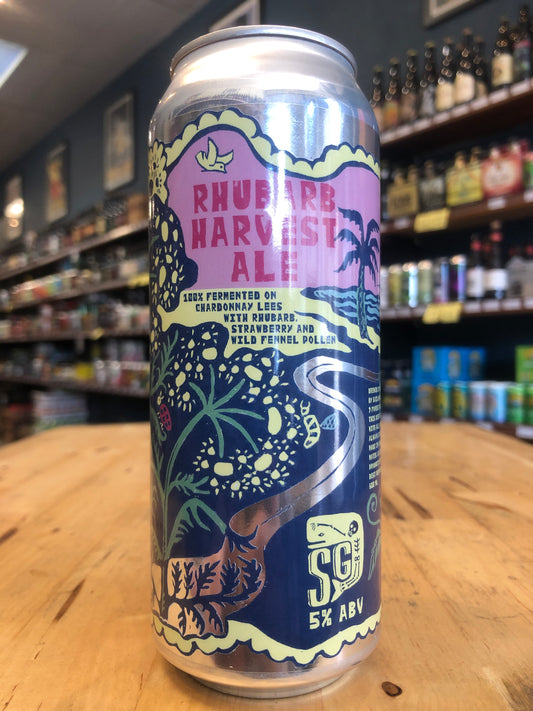 RHUBARB
HARVEST
ALE
100% FERMENTED ON
CHARDONNAY LEES
WITH RHUBARB,
STRAWBERRY AND
WILD FENNEL POLLEN
SG
5% ABV